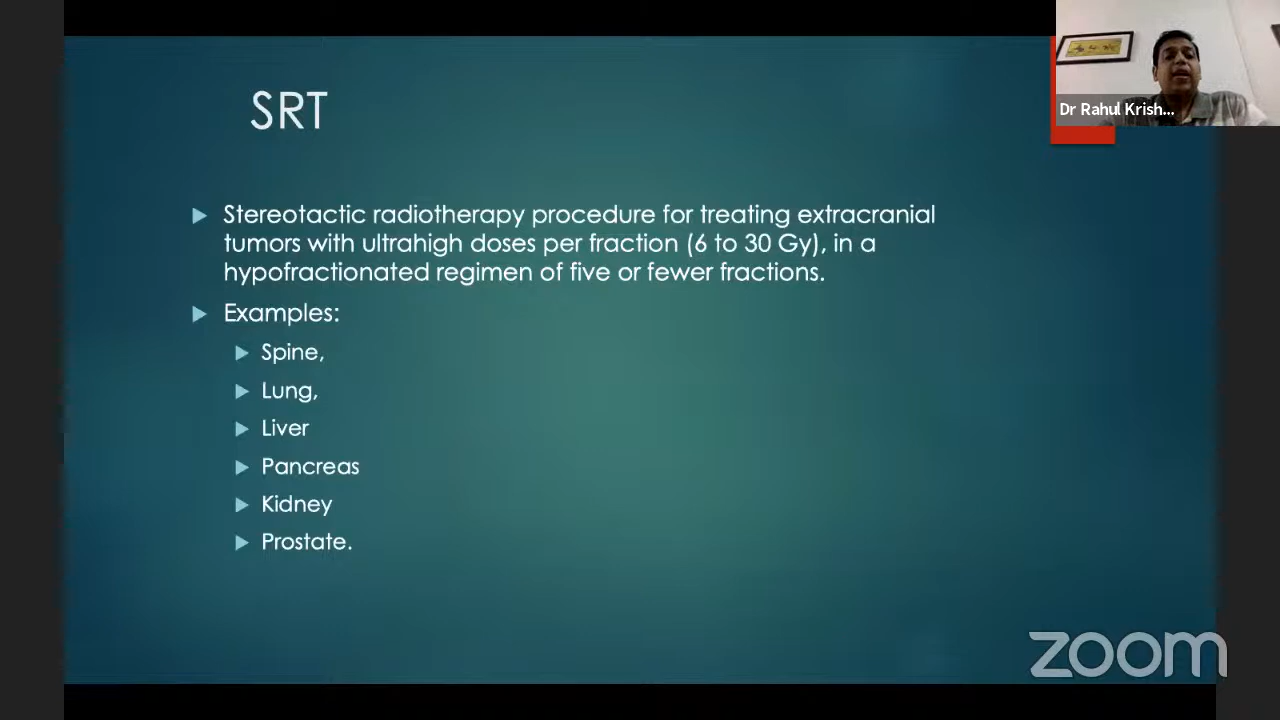 SRT
Stereotactic radiotherapy procedure for treating extracranial
tumors with ultrahigh doses per fraction (6 to 30 Gy), in a
hypofractionated regimen of five or fewer fractions.
Examples:
Spine,
Lung,
Liver
Pancreas
Kidney
Prostate.
Dr Rahul Krish...
zoom